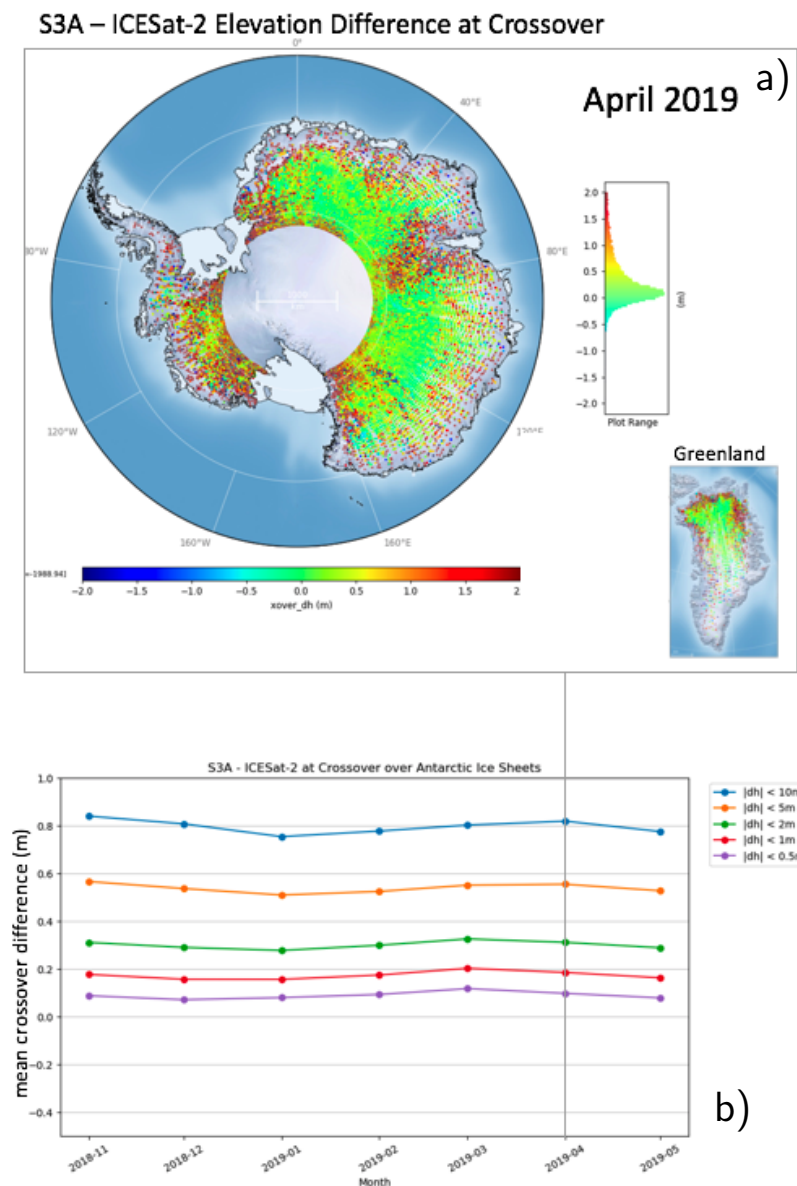 S3A – ICESat-2 Elevation Difference at Crossover
a)
April 2019
0°
40°E
80°E
160°E
160°W
120°W
2.0
1.5
1.0
0.5
0.0
−0.5
−1.0
−1.5
−2.0
(m)
Plot Range
Greenland
=-1988.94]
−2.0 −1.5 −1.0 −0.5 0.0 0.5 1.0 1.5 2.
xover_dh (m)
S3A - ICESat-2 at Crossover over Antarctic Ice Sheets
mean crossover difference (m)
1.0
0.8
0.6
0.4
0.2
0.0
−0.2
−0.4
|dh| < 10m
|dh| < 5m
|dh| < 2m
|dh| < 1m
|dh| < 0.5
b)
2018-11 2018-12 2019-01 2019-02 2019-03 2019-04 2019-05
Month